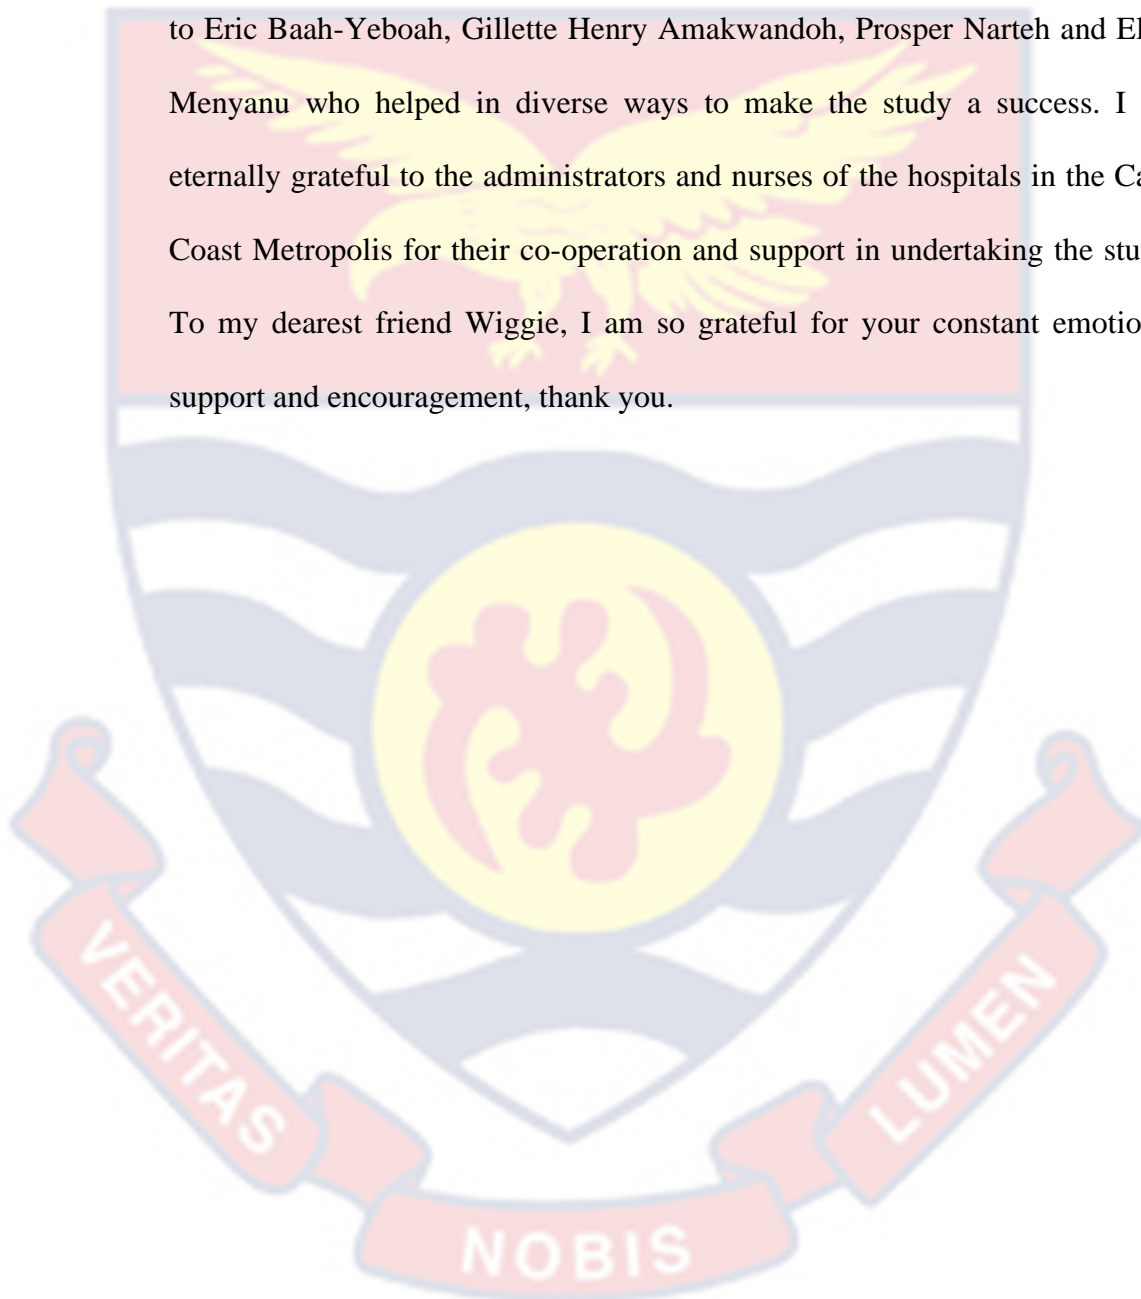 to Eric Baah-Yeboah, Gillette Henry Amakwandoh, Prosper Narteh and
Menyanu who helped in diverse ways to make the study a success. I
eternally grateful to the administrators and nurses of the hospitals in the
Coast Metropolis for their co-operation and support in undertaking the
To my dearest friend Wiggie, I am so grateful for your constant
support and encouragement, thank you.
VERITAS
NOBIS
LUMEN